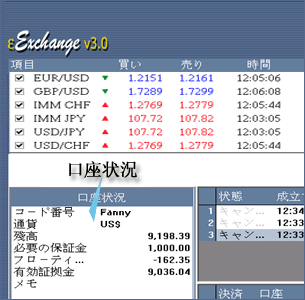 εExchange v3.0
項目 買い 売り 時間
EUR/USD 1.2151 1.2161 12:05:06
GBP/USD 1.7289 1.7299 12:06:08
IMM CHF 1.2769 1.2779 12:05:44
IMM JPY 107.72 107.82 12:03:05
USD/JPY 107.72 107.82 12:03:05
USD/CHF 1.2769 1.2779 12:05:44
口座状況
口座状況
コード番号 Fanny
通貨 US$
残高 9,198.39
必要の保証金 1,000.00
フローティ... -162.35
有効証拠金 9,036.04
メモ
状態 成立
1 キャン... 12:34
2 キャン... 12:33
3 キャン... 12:33
決済 口座